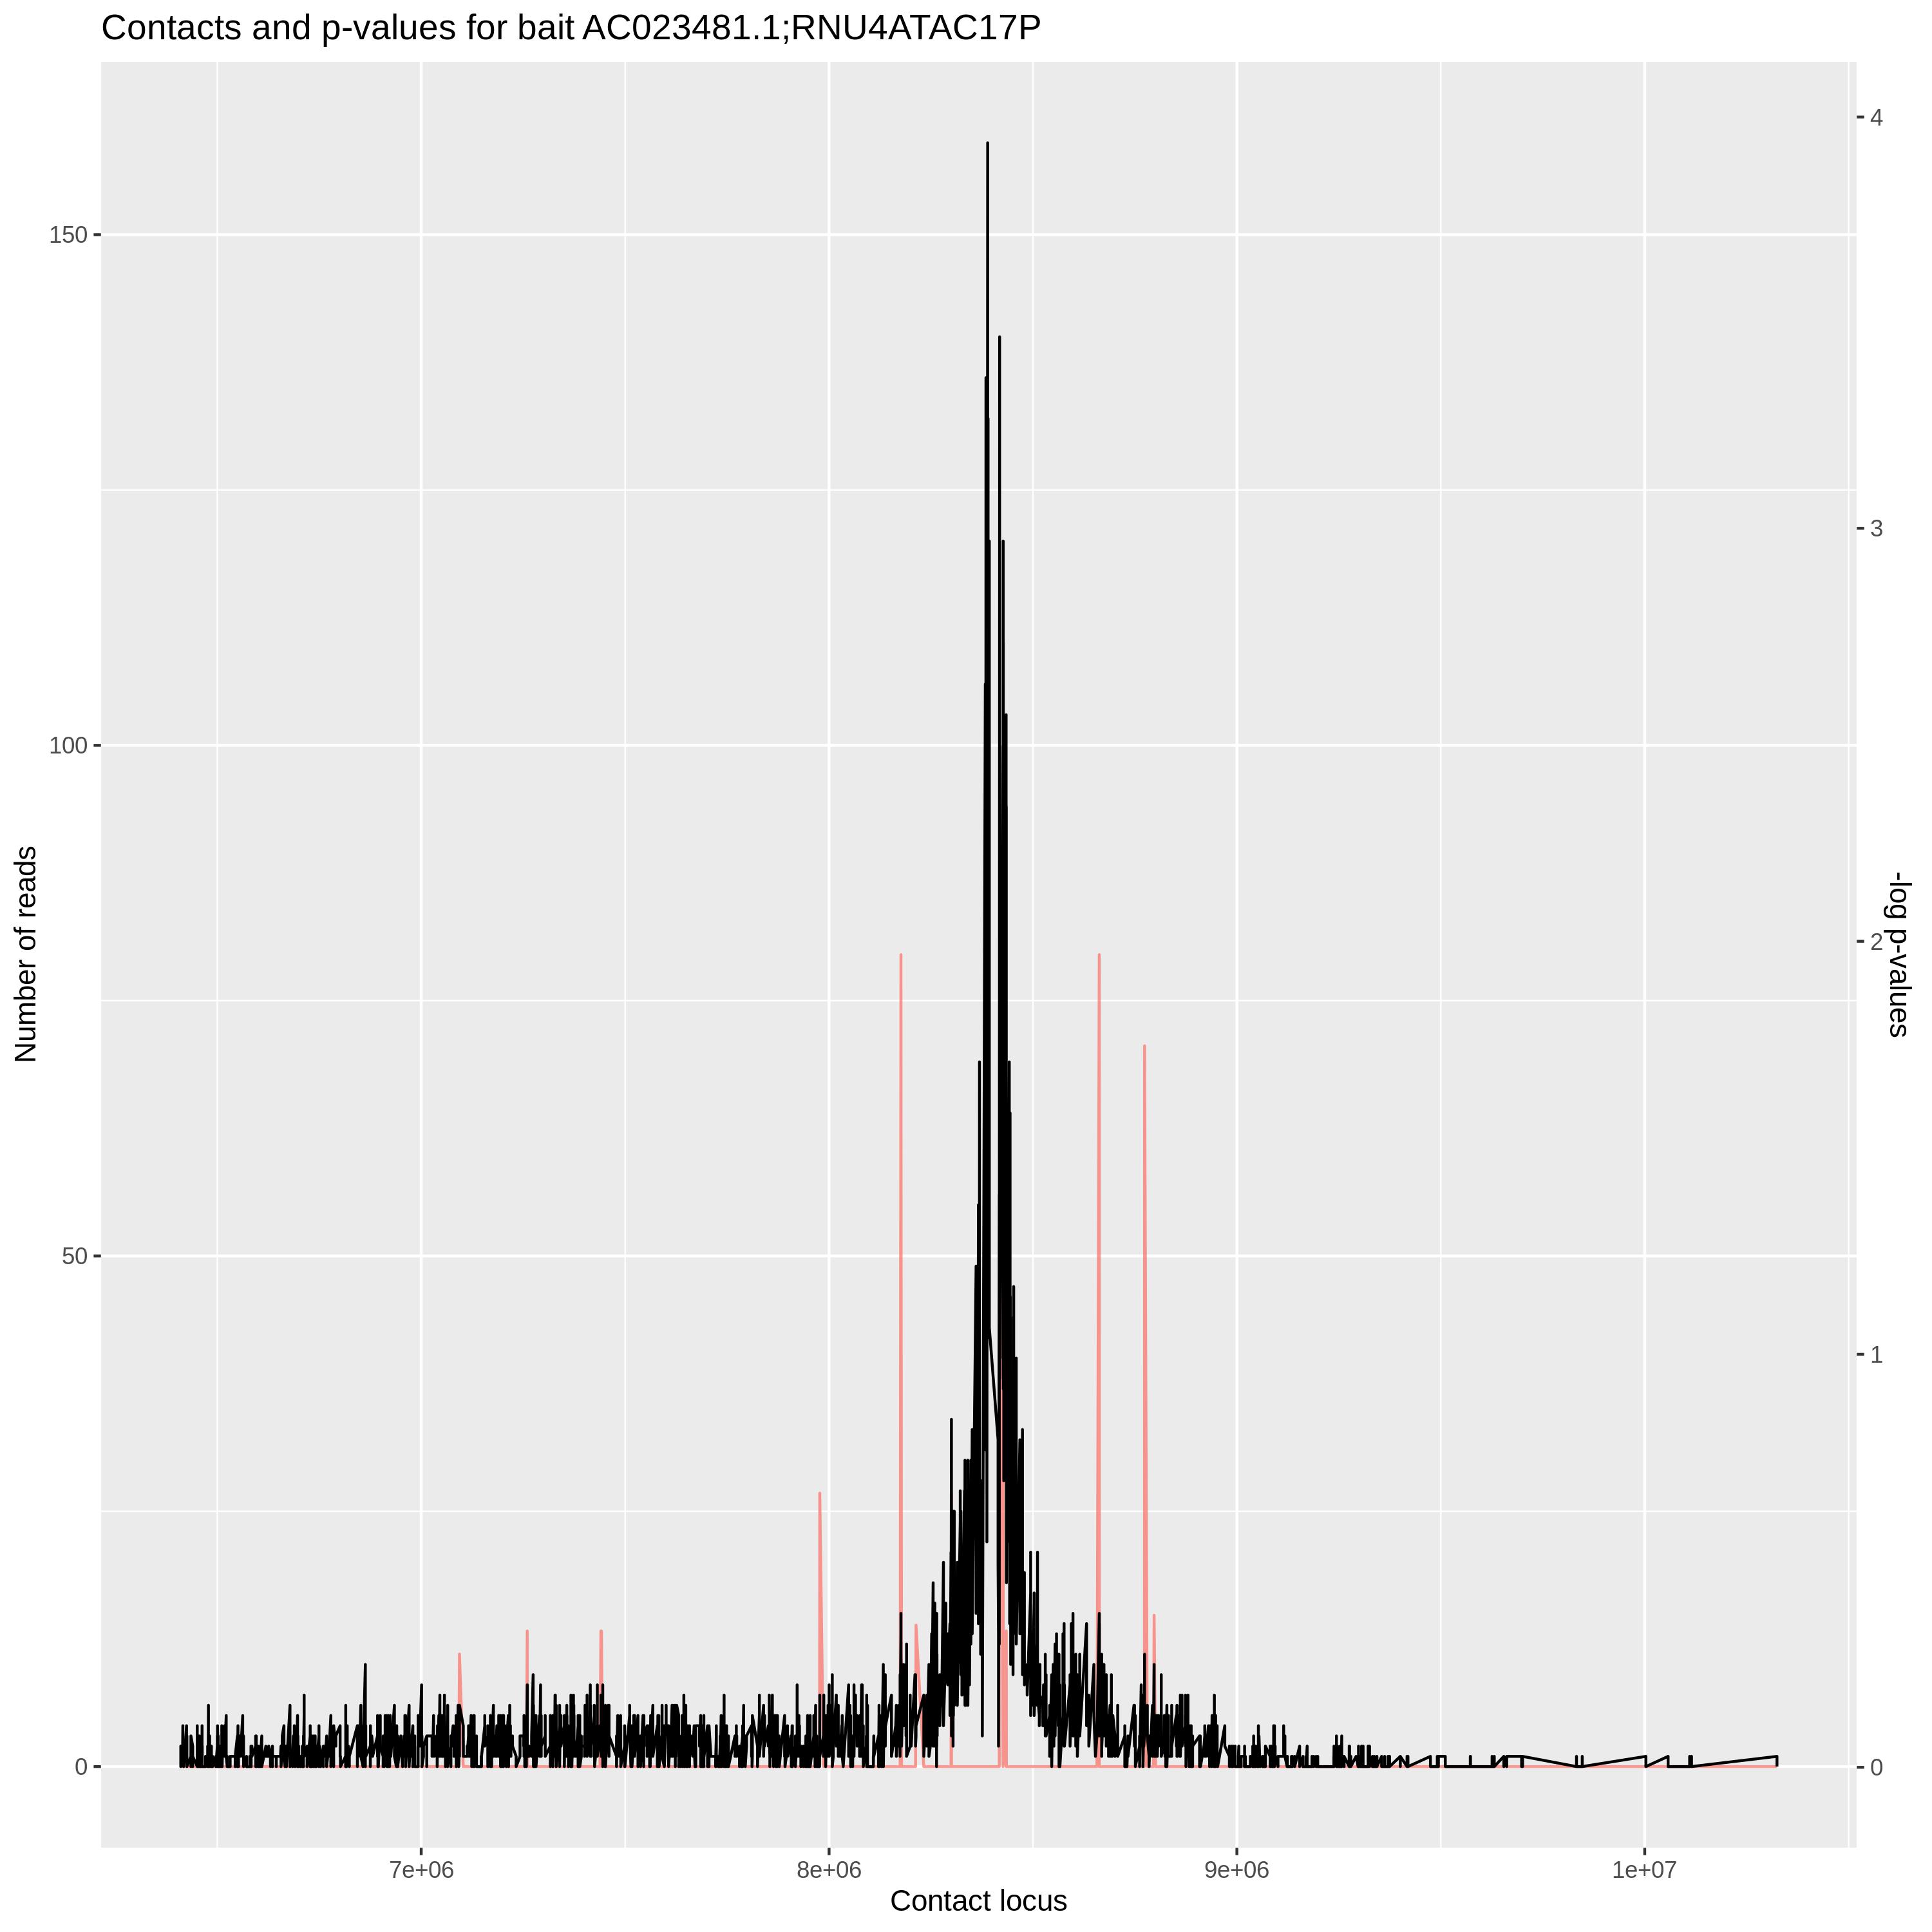 Contacts and p-values for bait AC023481.1;RNU4ATAC17P
150
100
50
0
Number of reads
4
3
2
1
0
-log p-values
7e+06
8e+06
9e+06
1e+07
Contact locus